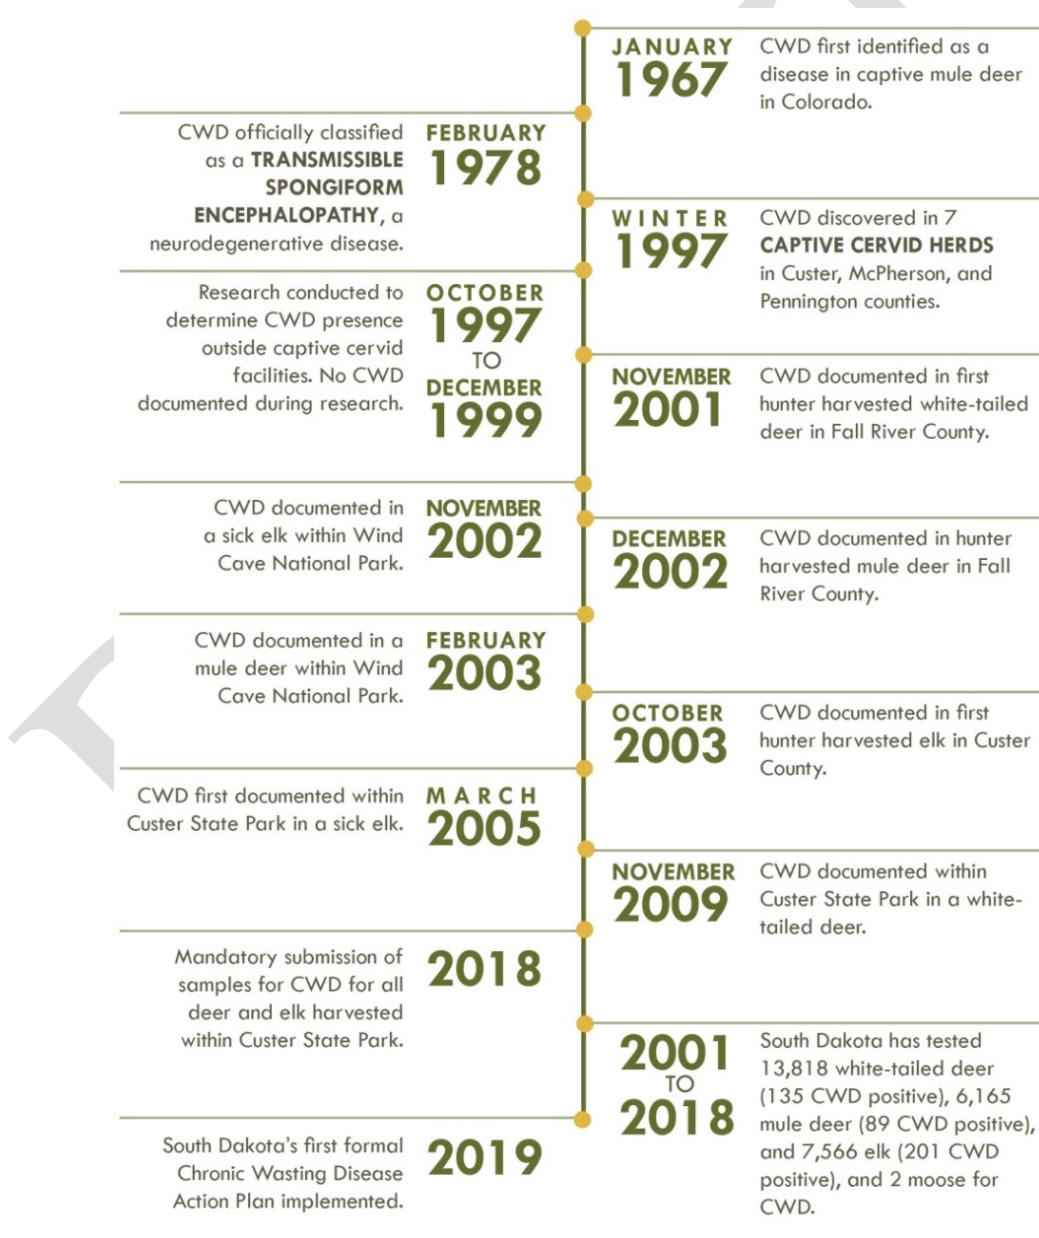 JANUARY
1967
CWD first identified as a
disease in captive mule deer
in Colorado.
CWD officially classified
as a TRANSMISSIBLE
SPONGIFORM
ENCEPHALOPATHY, a
neurodegenerative disease.
FEBRUARY
1978
WINTER
1997
CWD discovered in 7
CAPTIVE CERVID HERDS
in Custer, McPherson, and
Pennington counties.
Research conducted to
determine CWD presence
outside captive cervid
facilities. No CWD
documented during research.
OCTOBER
1997
TO
DECEMBER
1999
NOVEMBER
2001
CWD documented in first
hunter harvested white-tailed
deer in Fall River County.
CWD documented in
a sick elk within Wind
Cave National Park.
NOVEMBER
2002
DECEMBER
2002
CWD documented in hunter
harvested mule deer in Fall
River County.
CWD documented in a
mule deer within Wind
Cave National Park.
FEBRUARY
2003
OCTOBER
2003
CWD documented in first
hunter harvested elk in Custer
County.
CWD first documented within
Custer State Park in a sick elk.
MARCH
2005
NOVEMBER
2009
CWD documented within
Custer State Park in a white-
tailed deer.
Mandatory submission of
samples for CWD for all
deer and elk harvested
within Custer State Park.
2018
2001
TO
2018
South Dakota has tested
13,818 white-tailed deer
(135 CWD positive), 6,165
mule deer (89 CWD positive),
and 7,566 elk (201 CWD
positive), and 2 moose for
CWD.
South Dakota's first formal
Chronic Wasting Disease
Action Plan implemented.
2019